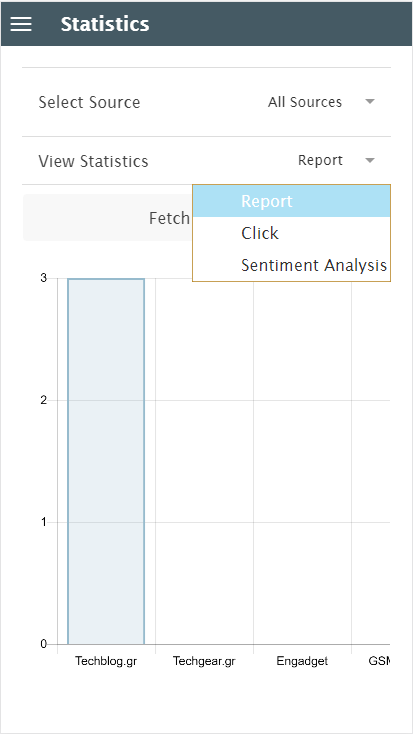 Statistics
Select Source All Sources
View Statistics Report
Report
Fetch
Click
Sentiment Analysis
3
2
1
0
Techblog.gr Techgear.gr Engadget